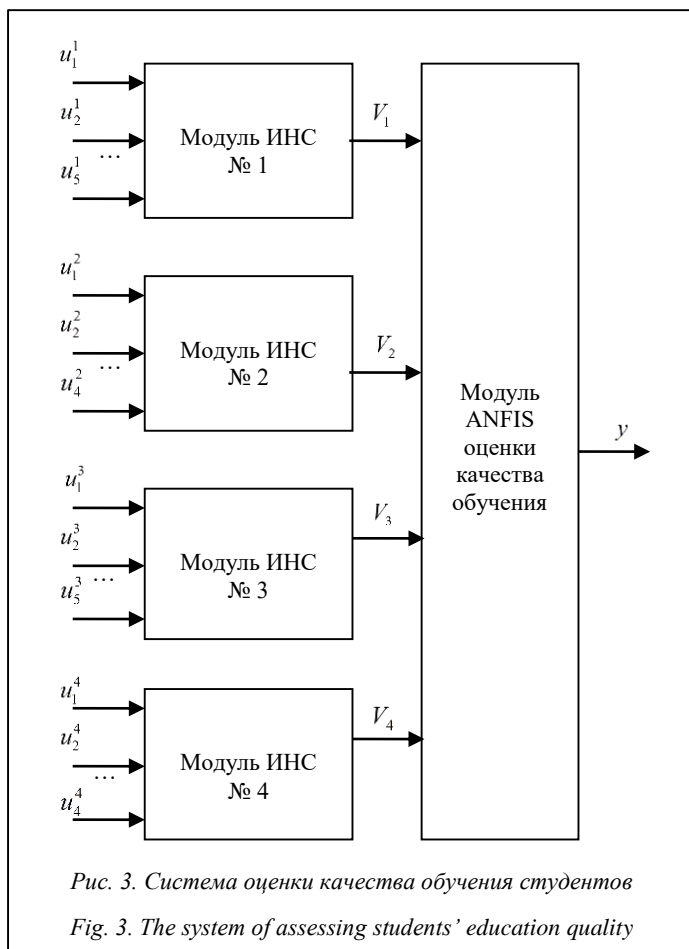 u_1^1
u_2^1
...
u_5^1
Модуль ИНС
№ 1
V_1
u_1^2
u_2^2
...
u_4^2
Модуль ИНС
№ 2
V_2
u_1^3
u_2^3
...
u_5^3
Модуль ИНС
№ 3
V_3
u_1^4
u_2^4
...
u_4^4
Модуль ИНС
№ 4
V_4
Модуль
ANFIS
оценки
качества
обучения
y
Рис. 3. Система оценки качества обучения студентов
Fig. 3. The system of assessing students’ education quality